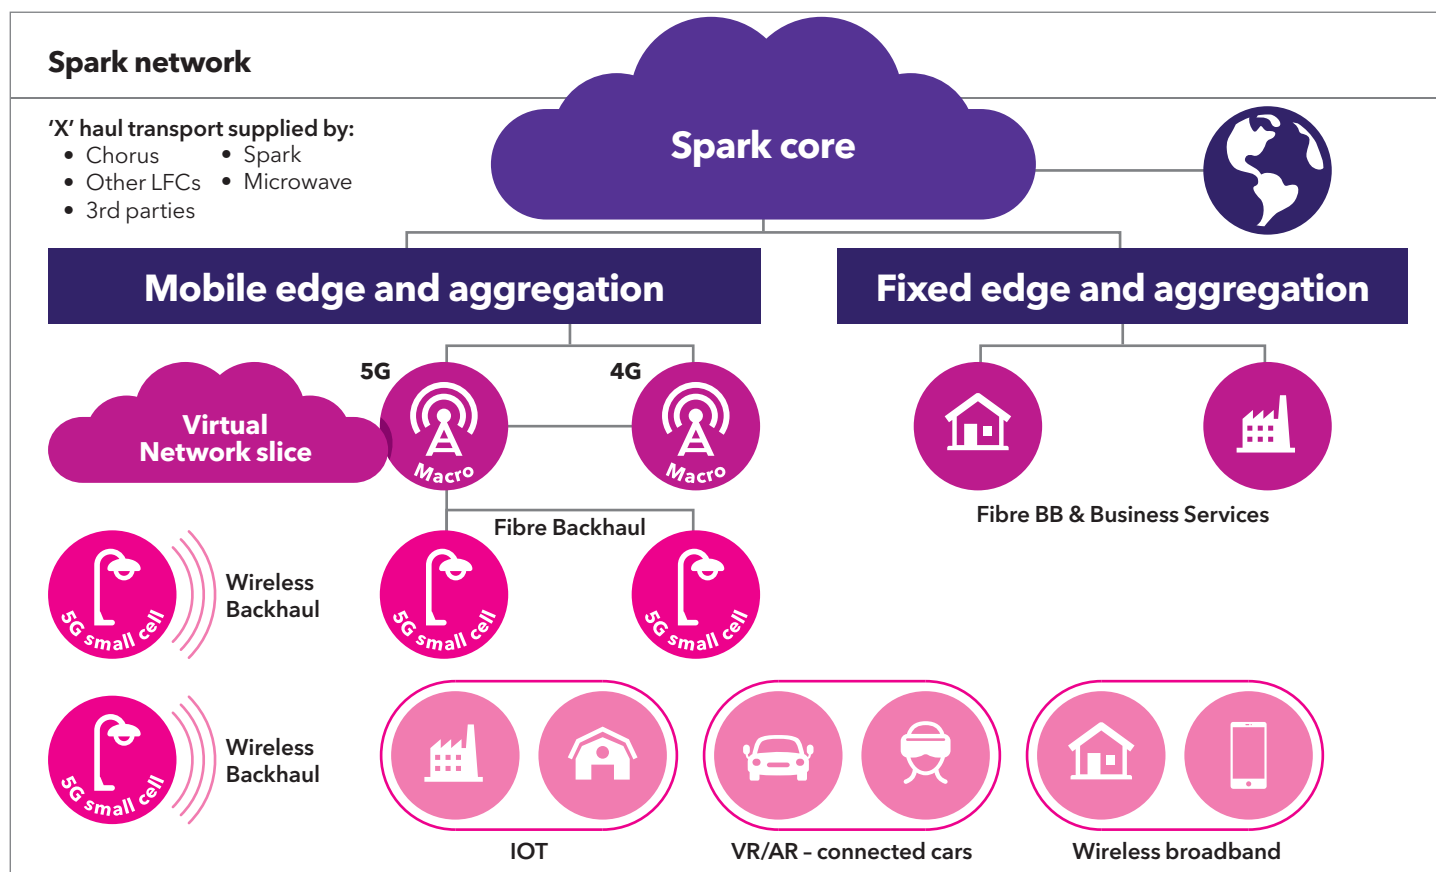 Spark network
'X' haul transport supplied by:
• Chorus
• Spark
• Other LFCs
• Microwave
• 3rd parties
Spark core
Mobile edge and aggregation
Fixed edge and aggregation
5G
4G
Virtual
Network slice
Macro
Macro
Fibre Backhaul
Fibre BB & Business Services
5G small cell
Wireless
Backhaul
5G small cell
5G small cell
5G small cell
Wireless
Backhaul
IOT
VR/AR – connected cars
Wireless broadband